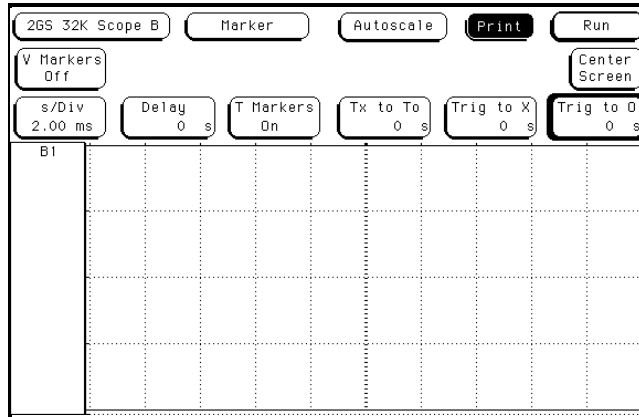 2GS 32K Scope B Marker Autoscale Print Run
V Markers
Off
Center
Screen
s/Div
2.00 ms
Delay
0 s
T Markers
On
Tx to To
0 s
Trig to X
0 s
Trig to O
0 s
B1